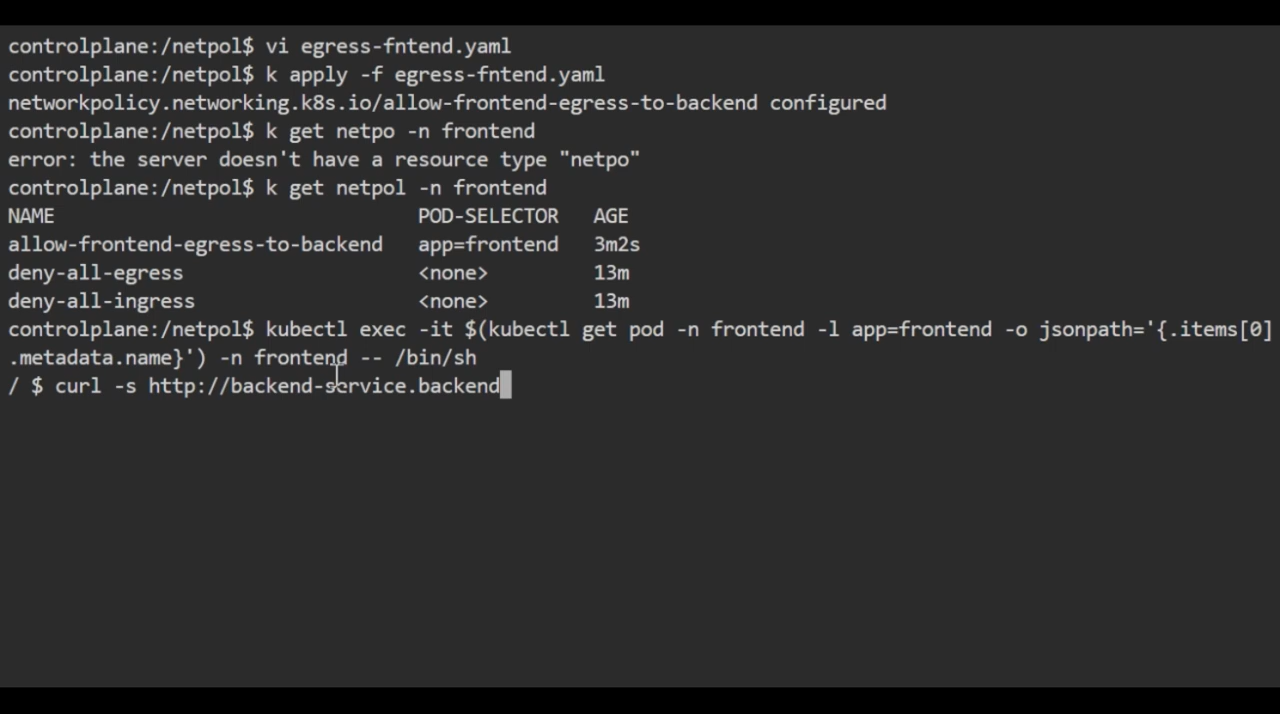 controlplane:/netpol$ vi egress-fntend.yaml
controlplane:/netpol$ k apply -f egress-fntend.yaml
networkpolicy.networking.k8s.io/allow-frontend-egress-to-backend configured
controlplane:/netpol$ k get netpo -n frontend
error: the server doesn't have a resource type "netpo"
controlplane:/netpol$ k get netpol -n frontend
NAME POD-SELECTOR AGE
allow-frontend-egress-to-backend app=frontend 3m2s
deny-all-egress <none> 13m
deny-all-ingress <none> 13m
controlplane:/netpol$ kubectl exec -it $(kubectl get pod -n frontend -l app=frontend -o jsonpath='{.items[0]
.metadata.name}') -n frontend -- /bin/sh
/ $ curl -s http://backend-service.backend